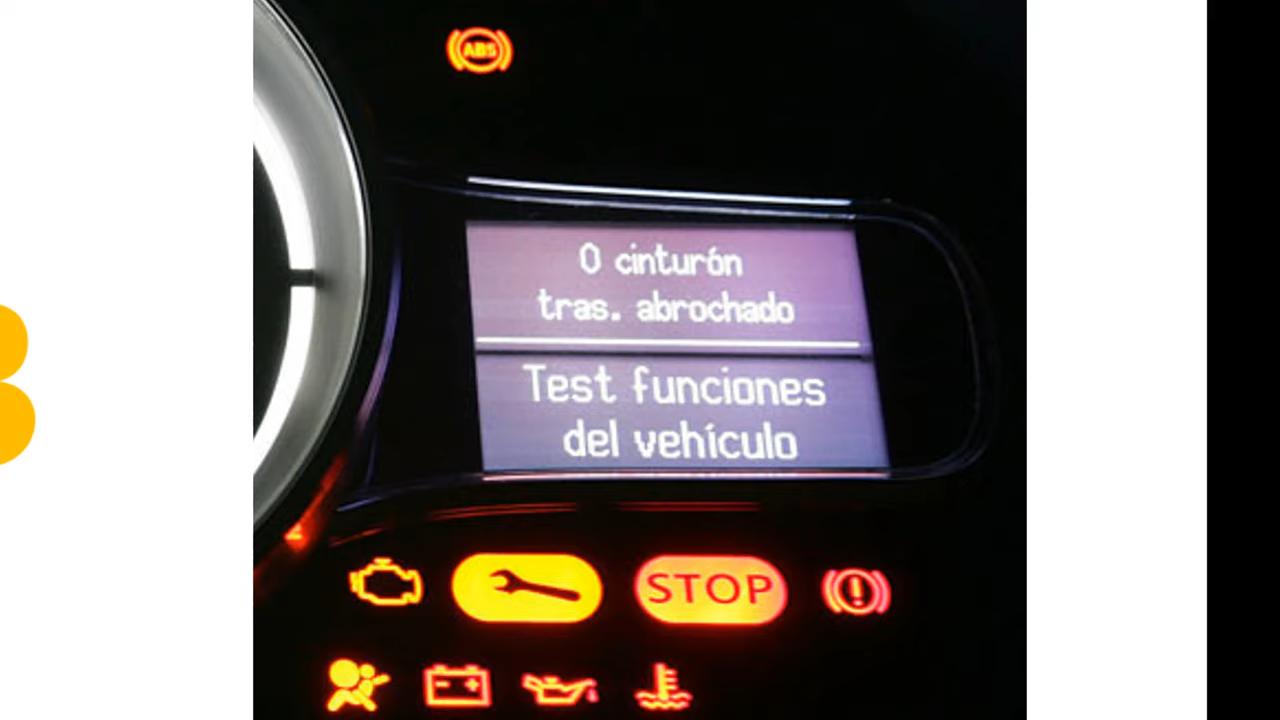 ABS
0 cinturón
tras. abrochado
Test funciones
del vehículo
STOP